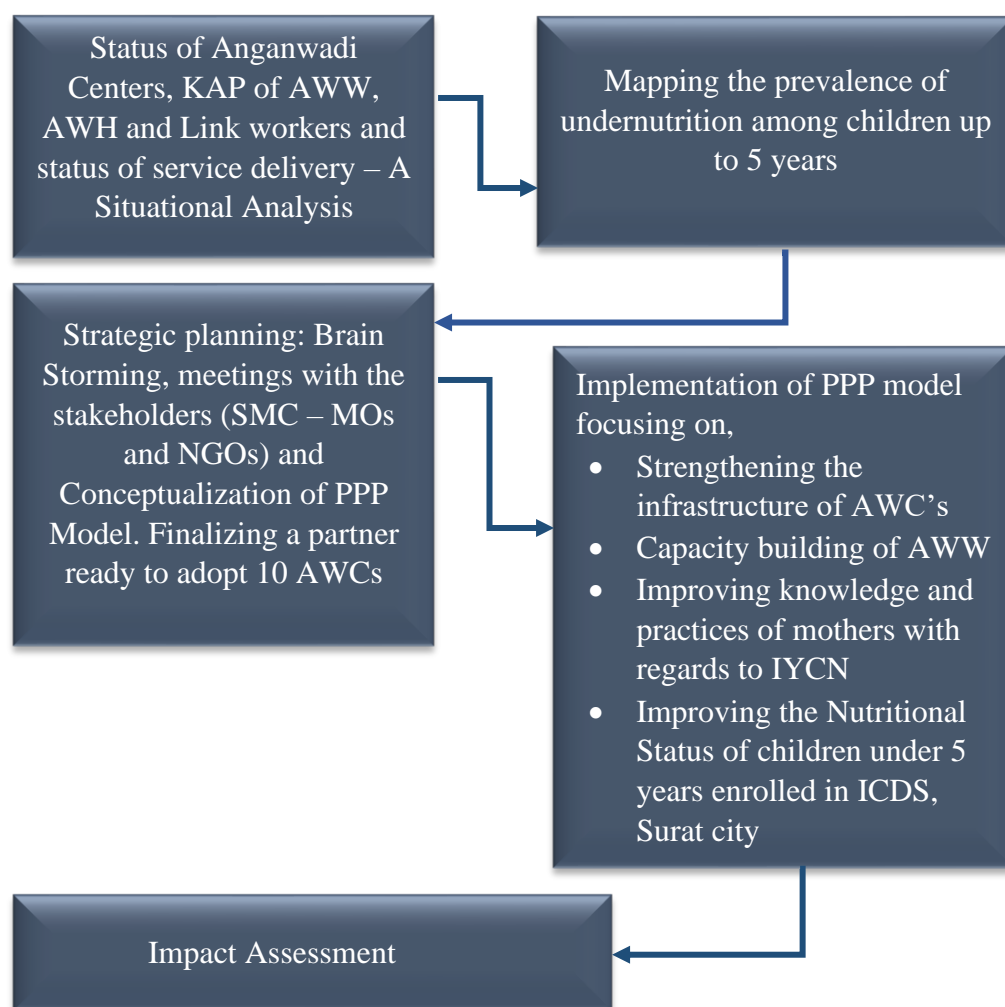 Status of Anganwadi
Centers, KAP of AWW,
AWH and Link workers and
status of service delivery – A
Situational Analysis
Mapping the prevalence of
undernutrition among children up
to 5 years
Strategic planning: Brain
Storming, meetings with the
stakeholders (SMC – MOs
and NGOs) and
Conceptualization of PPP
Model. Finalizing a partner
ready to adopt 10 AWCs
Implementation of PPP model
focusing on,
• Strengthening the
infrastructure of AWC’s
• Capacity building of AWW
• Improving knowledge and
practices of mothers with
regards to IYCN
• Improving the Nutritional
Status of children under 5
years enrolled in ICDS,
Surat city
Impact Assessment